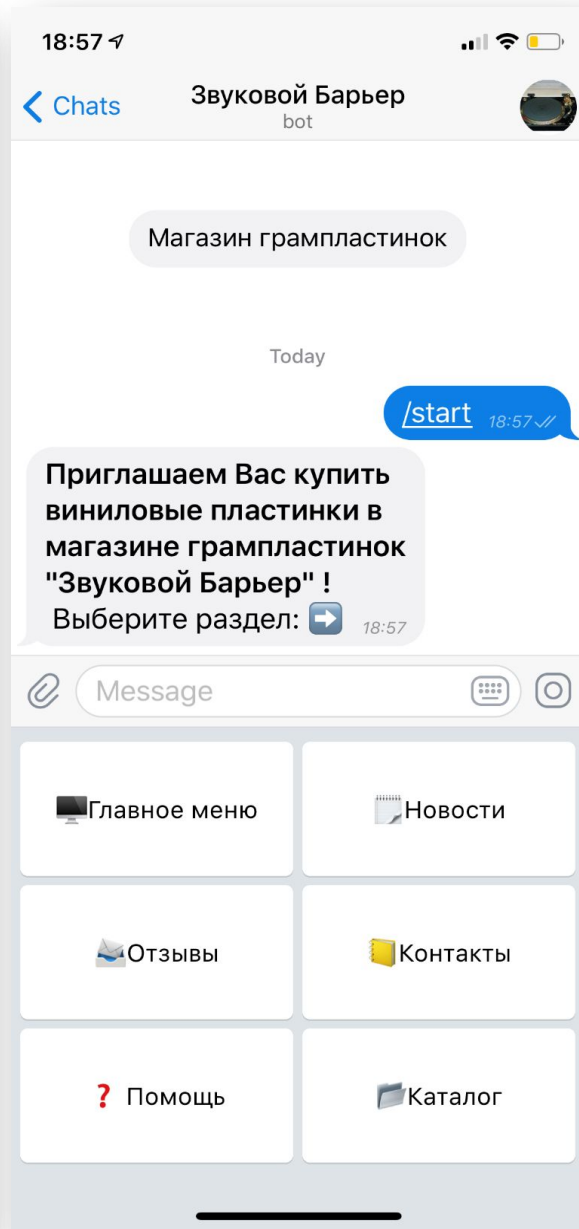 18:57
Chats
Звуковой Барьер
bot
Магазин грампластинок
Today
/start 18:57
Приглашаем Вас купить
виниловые пластинки в
магазине грампластинок
"Звуковой Барьер" !
Выберите раздел: ➡️ 18:57
Message
Главное меню
Новости
Отзывы
Контакты
❓ Помощь
Каталог